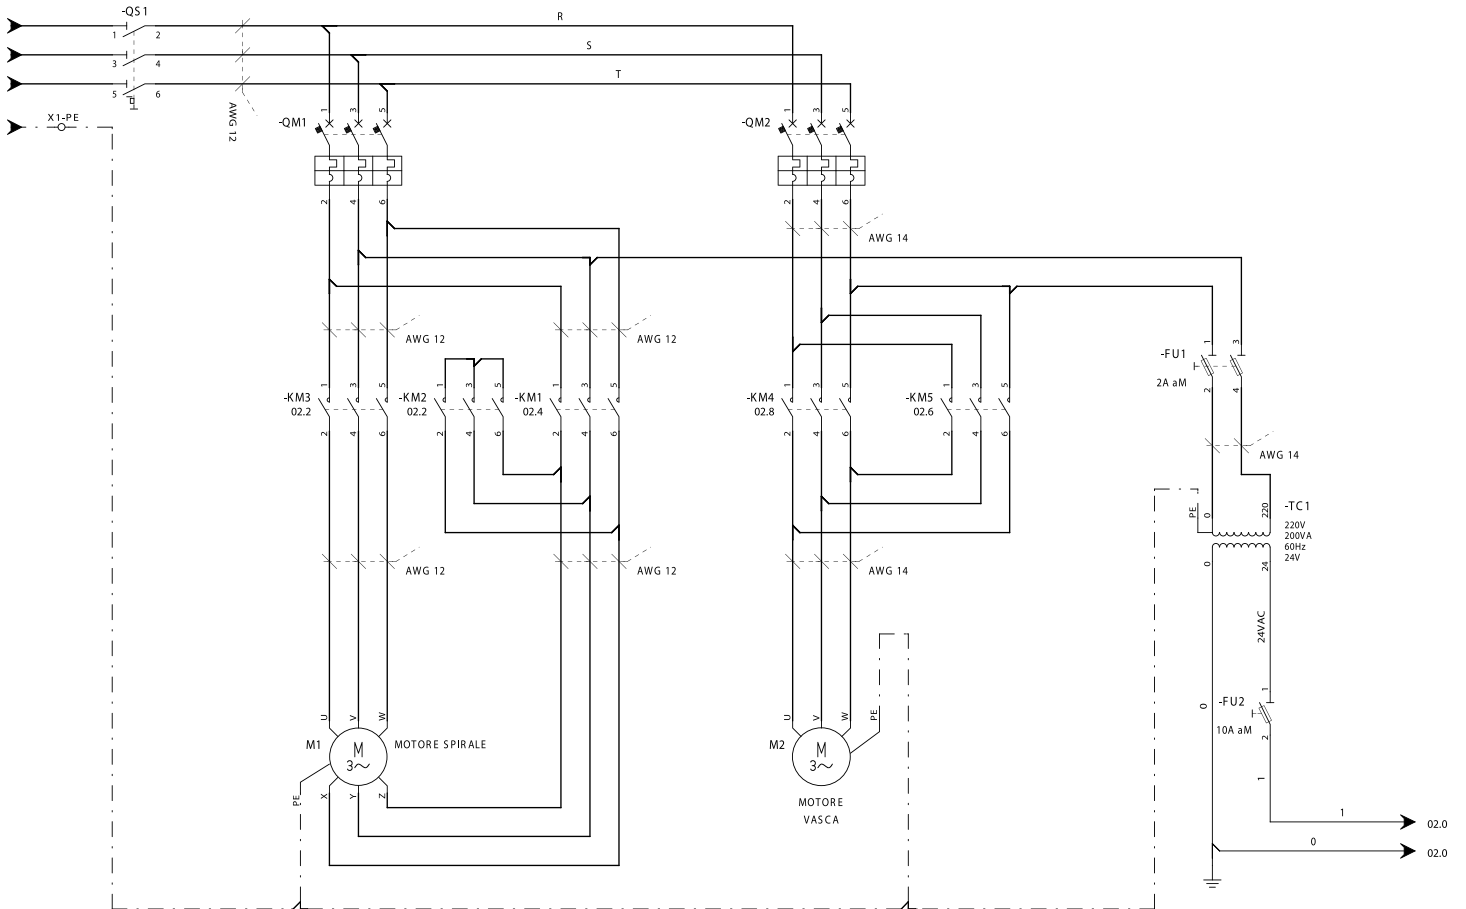 -QS1
R
1 2
S
3 4
T
5 6
AWG 12
X1-PE
-QM1
1 3 5
-QM2
1 3 5
2 4 6
2 4 6
AWG 14
AWG 12
AWG 12
-FU1
2A aM
1 3
2 4
-KM3
02.2
1 3 5
-KM2
02.2
1 3 5
-KM1
02.4
1 3 5
-KM4
02.8
1 3 5
-KM5
02.6
1 3 5
2 4 6
2 4 6
2 4 6
2 4 6
2 4 6
AWG 14
PE
0
220
-TC1
220V
200VA
60Hz
24V
AWG 12
AWG 12
AWG 14
0
24
24VAC
0
-FU2
10A aM
1
2
1
U V W
M1
M
3~
MOTORE SPIRALE
PE
X Y Z
U V W
PE
M2
M
3~
MOTORE
VASCA
1
02.0
0
02.0